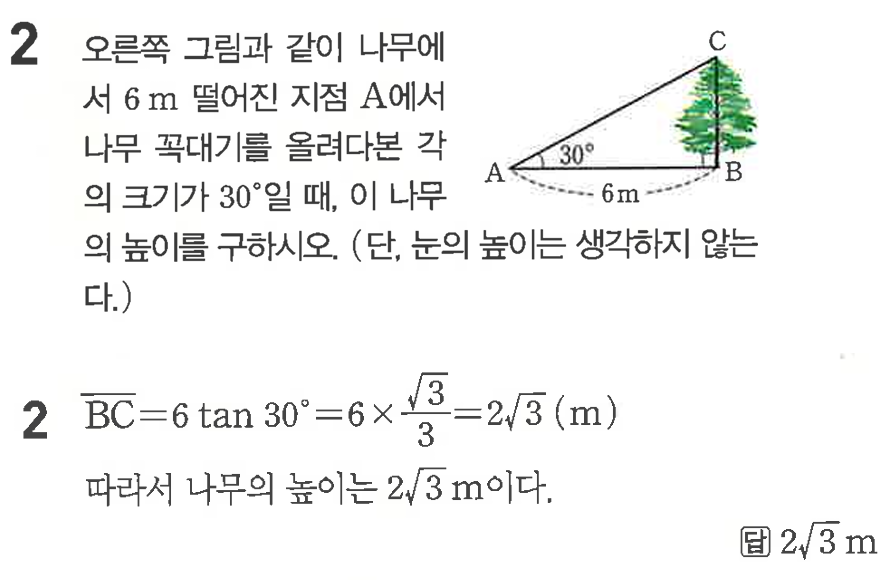 2 오른쪽 그림과 같이 나무에
서 6 m 떨어진 지점 A에서
나무 꼭대기를 올려다본 각
의 크기가 30°일 때, 이 나무
의 높이를 구하시오. (단, 눈의 높이는 생각하지 않는
다.)
C
30°
A
B
6m
2 \overline{BC}=6 tan 30°=6×\frac{\sqrt{3}}{3}=2√3 (m)
따라서 나무의 높이는 2√3 m이다.
답 2√3 m